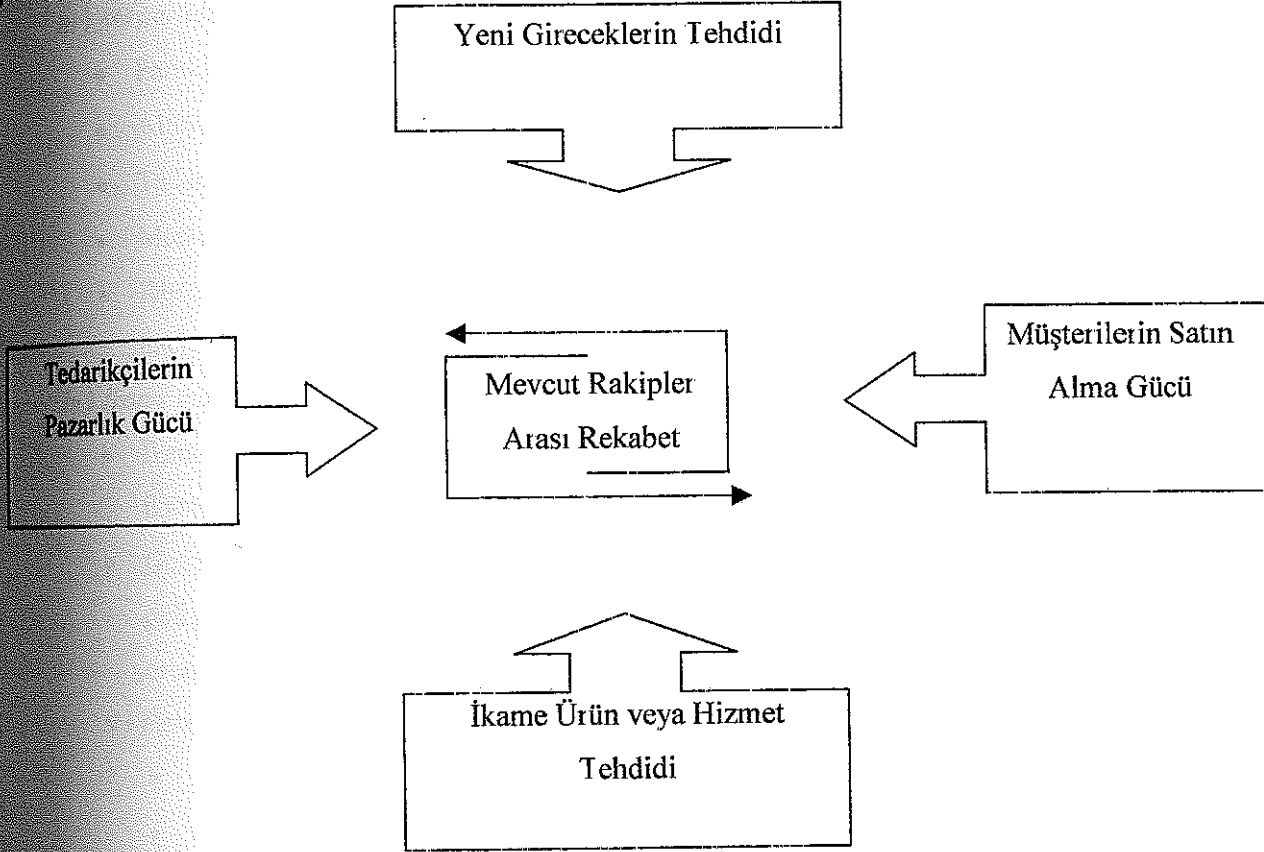 Yeni Gireceklerin Tehdidi
Tedarikçilerin
Pazarlık Gücü
Mevcut Rakipler
Arası Rekabet
Müşterilerin Satın
Alma Gücü
İkame Ürün veya Hizmet
Tehdidi